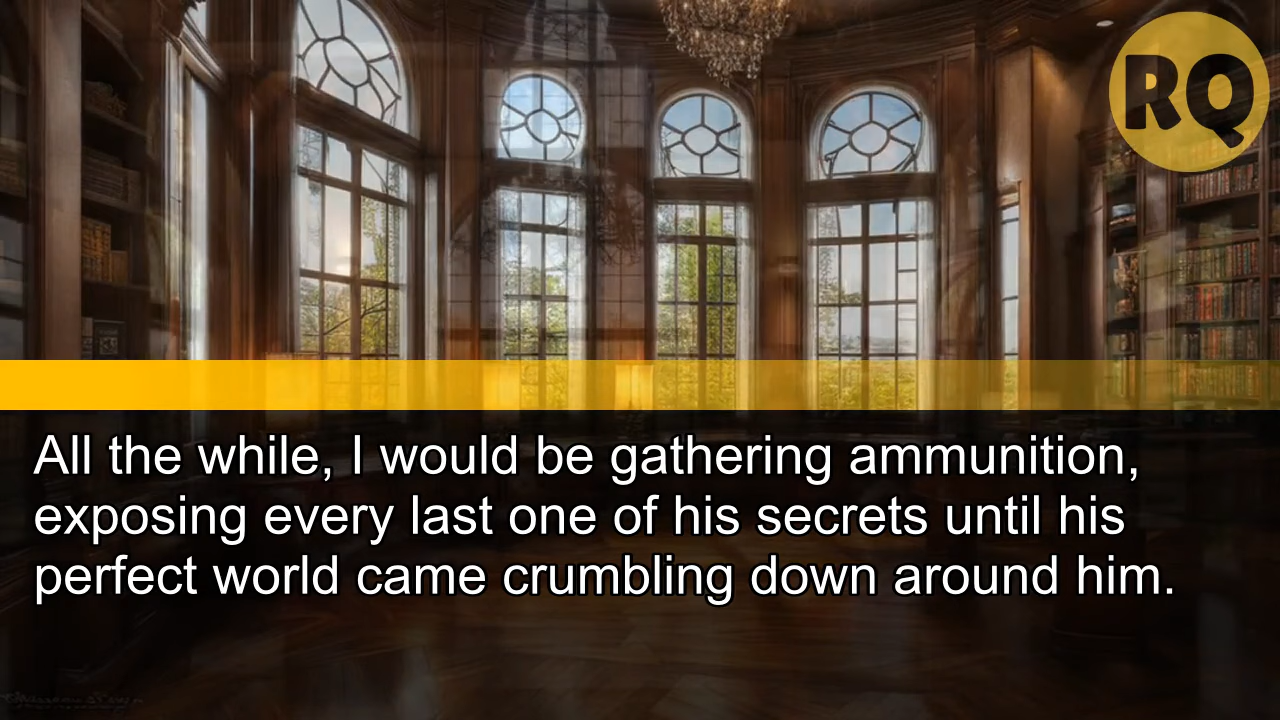 RQ
All the while, I would be gathering ammunition,
exposing every last one of his secrets until his
perfect world came crumbling down around him.